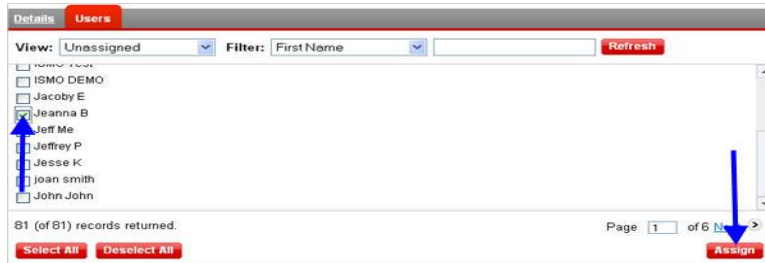 Details Users
View: Unassigned Filter: First Name Refresh
ISMO DEMO
Jacoby E
Jeanna B
Jeff Me
Jeffrey P
Jesse K
joan smith
John John
81 (of 81) records returned. Page 1 of 6
Select All Deselect All Assign